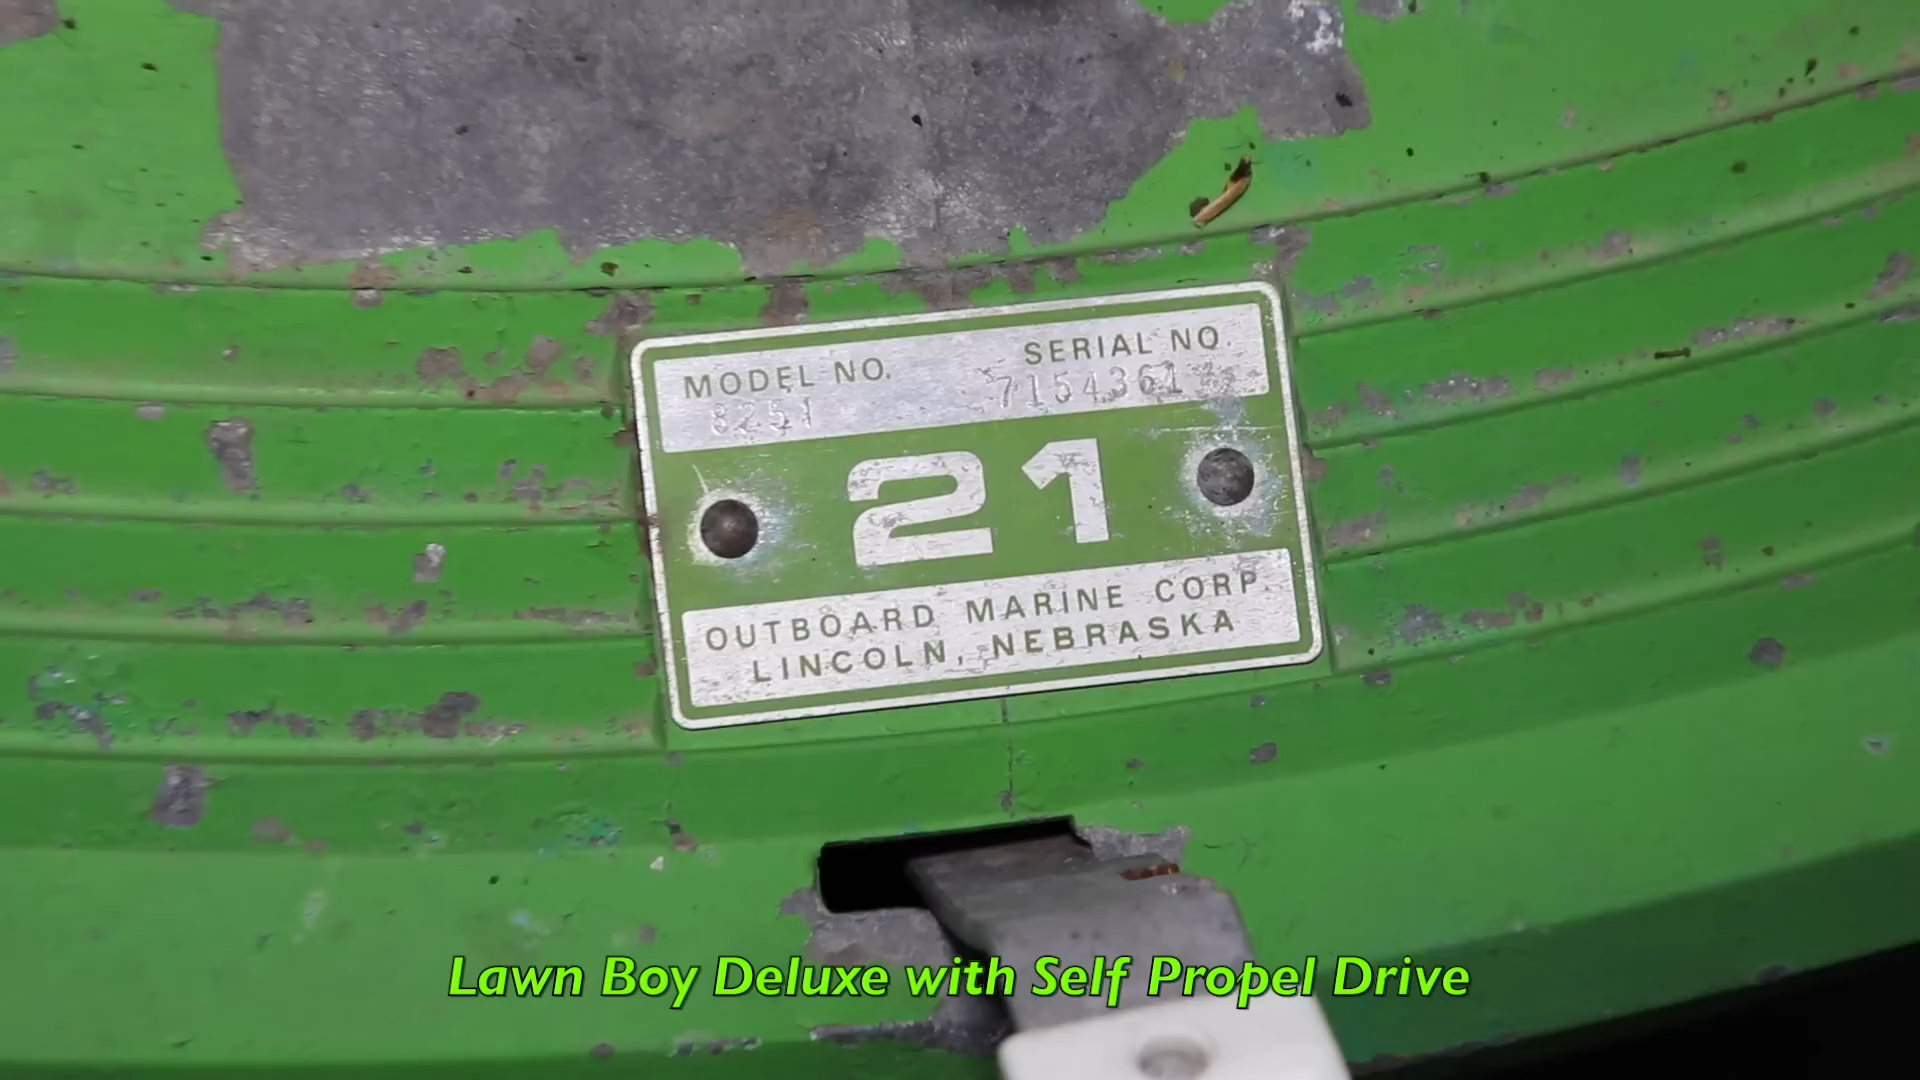 MODEL NO. SERIAL NO.
8251 7154361
21
OUTBOARD MARINE CORP.
LINCOLN, NEBRASKA
Lawn Boy Deluxe with Self Propel Drive